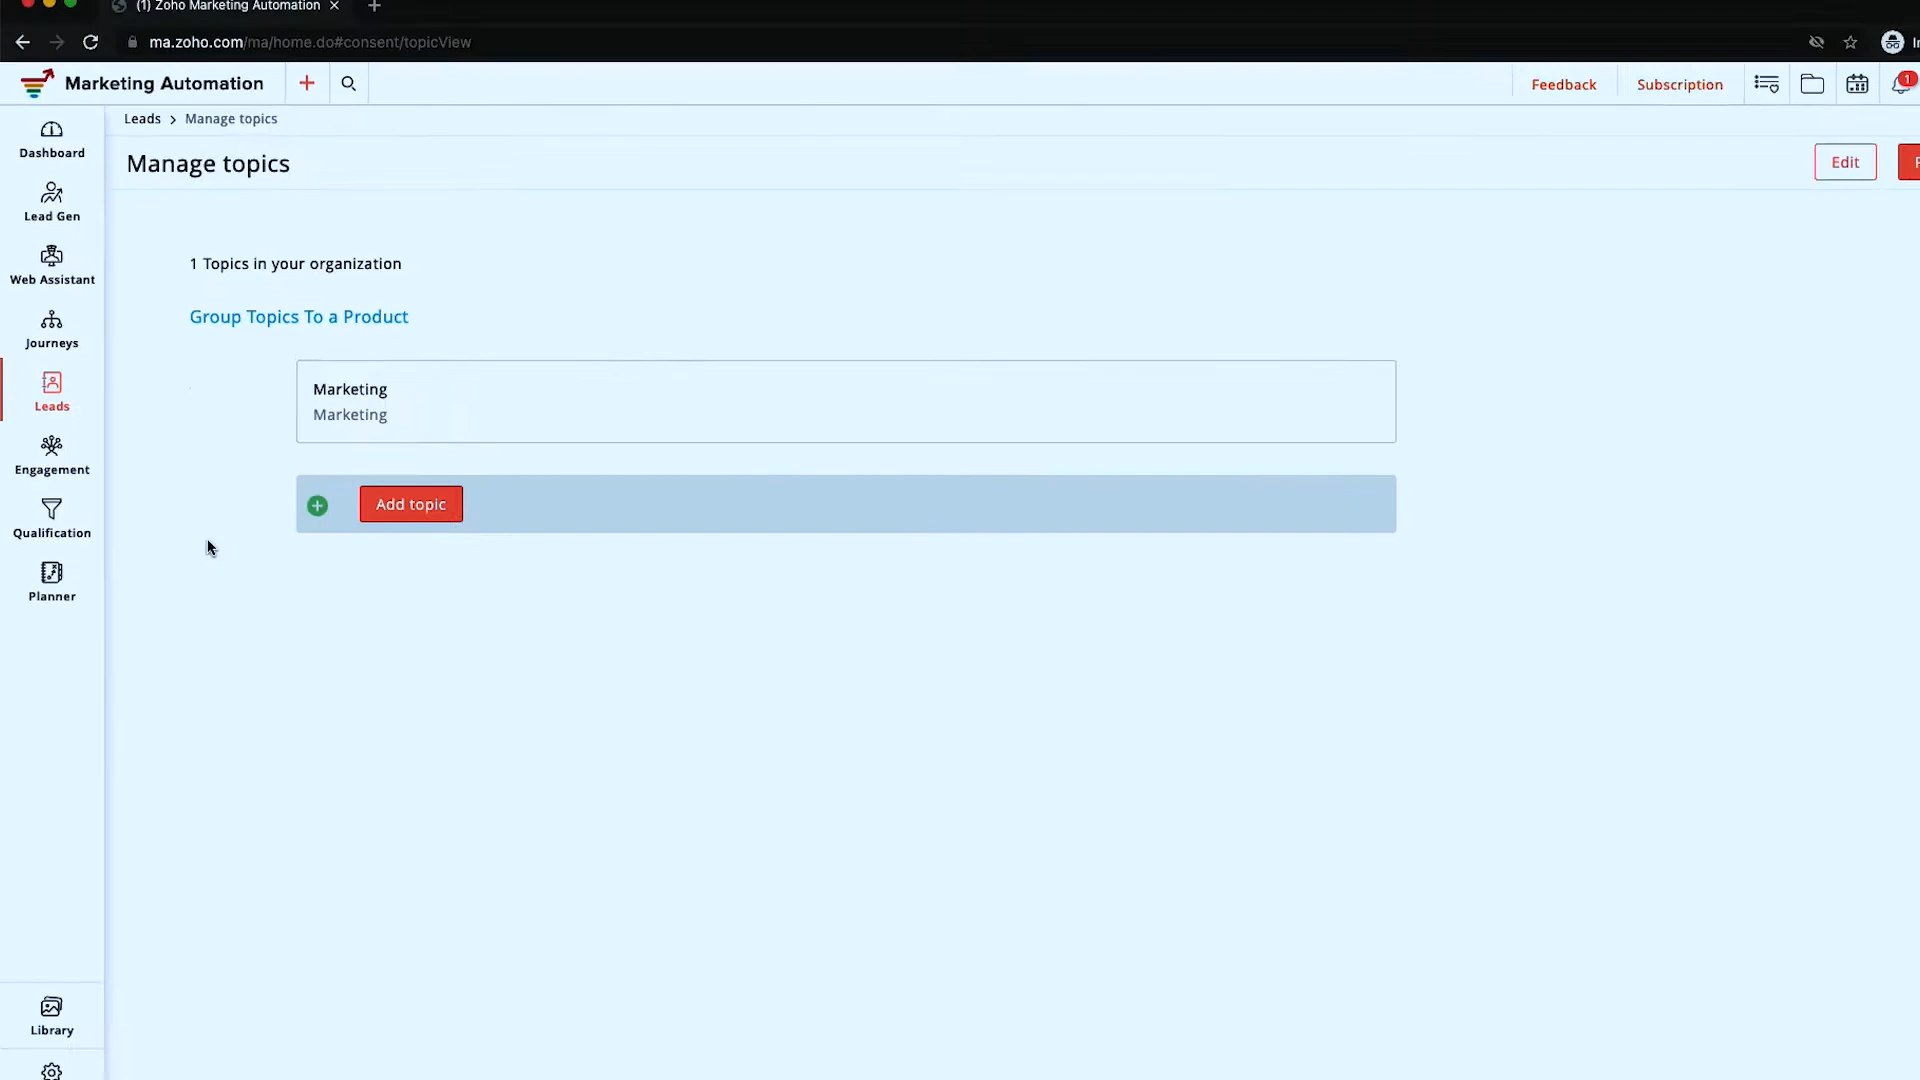 (1) Zoho Marketing Automation
ma.zoho.com/ma/home.do#consent/topicView
Marketing Automation
Feedback
Subscription
1
Leads > Manage topics
Manage topics
Edit
Dashboard
Lead Gen
Web Assistant
Journeys
Leads
Engagement
Qualification
Planner
Library
1 Topics in your organization
Group Topics To a Product
Marketing
Marketing
Add topic